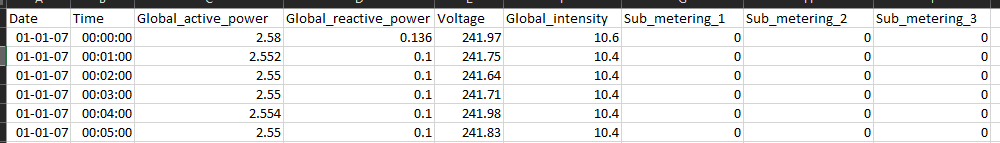 Date Time Global_active_power Global_reactive_power Voltage Global_intensity Sub_metering_1 Sub_metering_2 Sub_metering_3
01-01-07 00:00:00 2.58 0.136 241.97 10.6 0 0 0
01-01-07 00:01:00 2.552 0.1 241.75 10.4 0 0 0
01-01-07 00:02:00 2.55 0.1 241.64 10.4 0 0 0
01-01-07 00:03:00 2.55 0.1 241.71 10.4 0 0 0
01-01-07 00:04:00 2.554 0.1 241.98 10.4 0 0 0
01-01-07 00:05:00 2.55 0.1 241.83 10.4 0 0 0